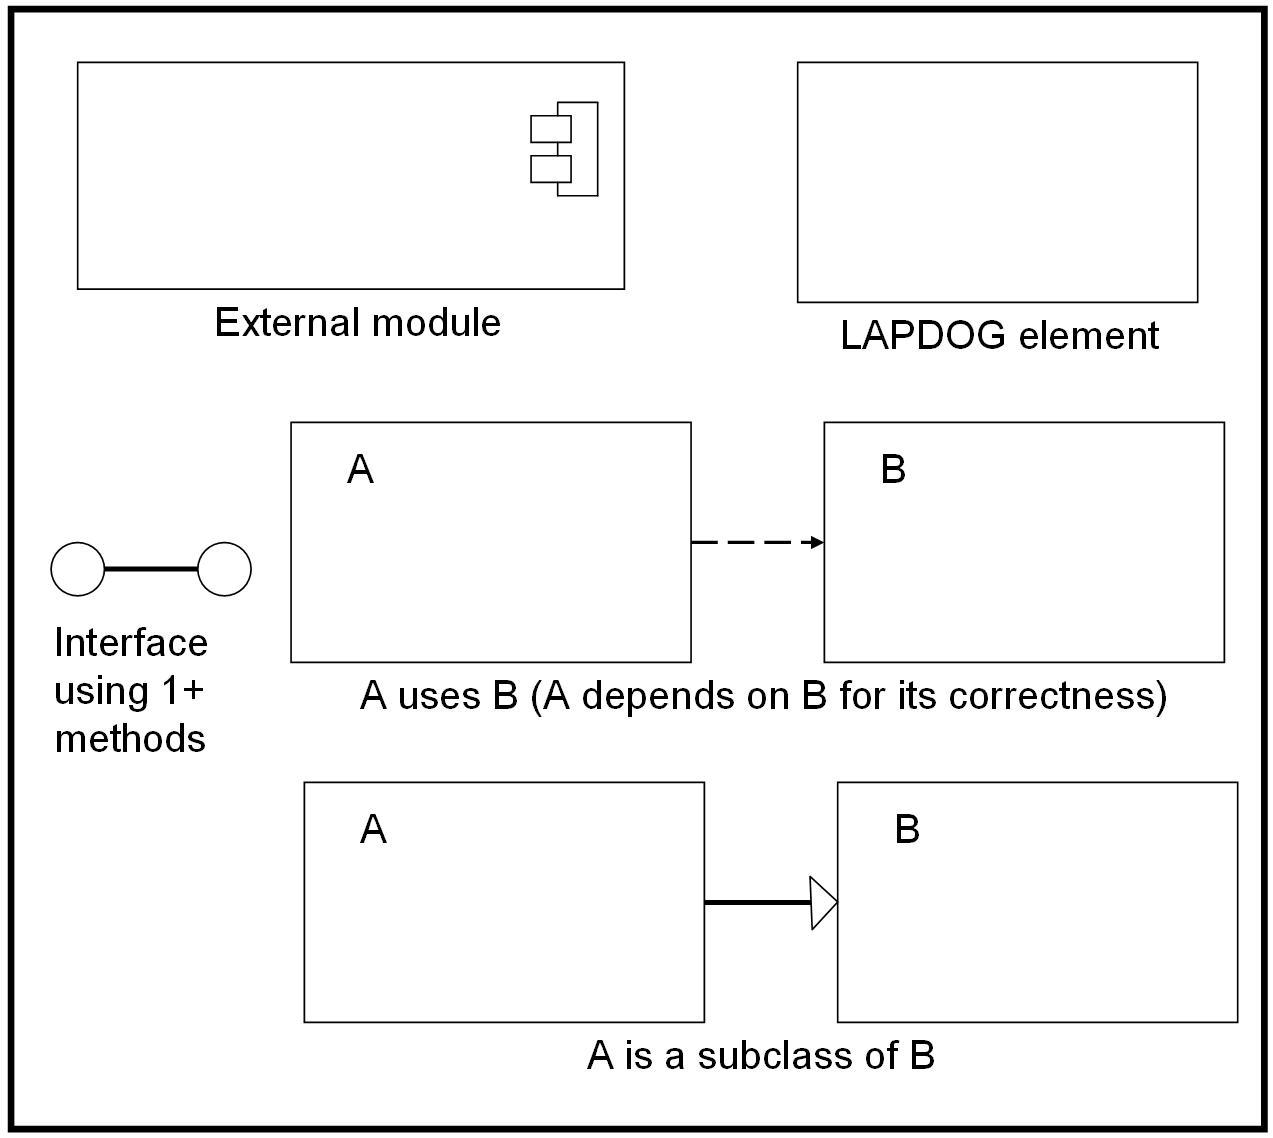 External module
LAPDOG element
A
B
Interface
using 1+
methods
A uses B (A depends on B for its correctness)
A
B
A is a subclass of B